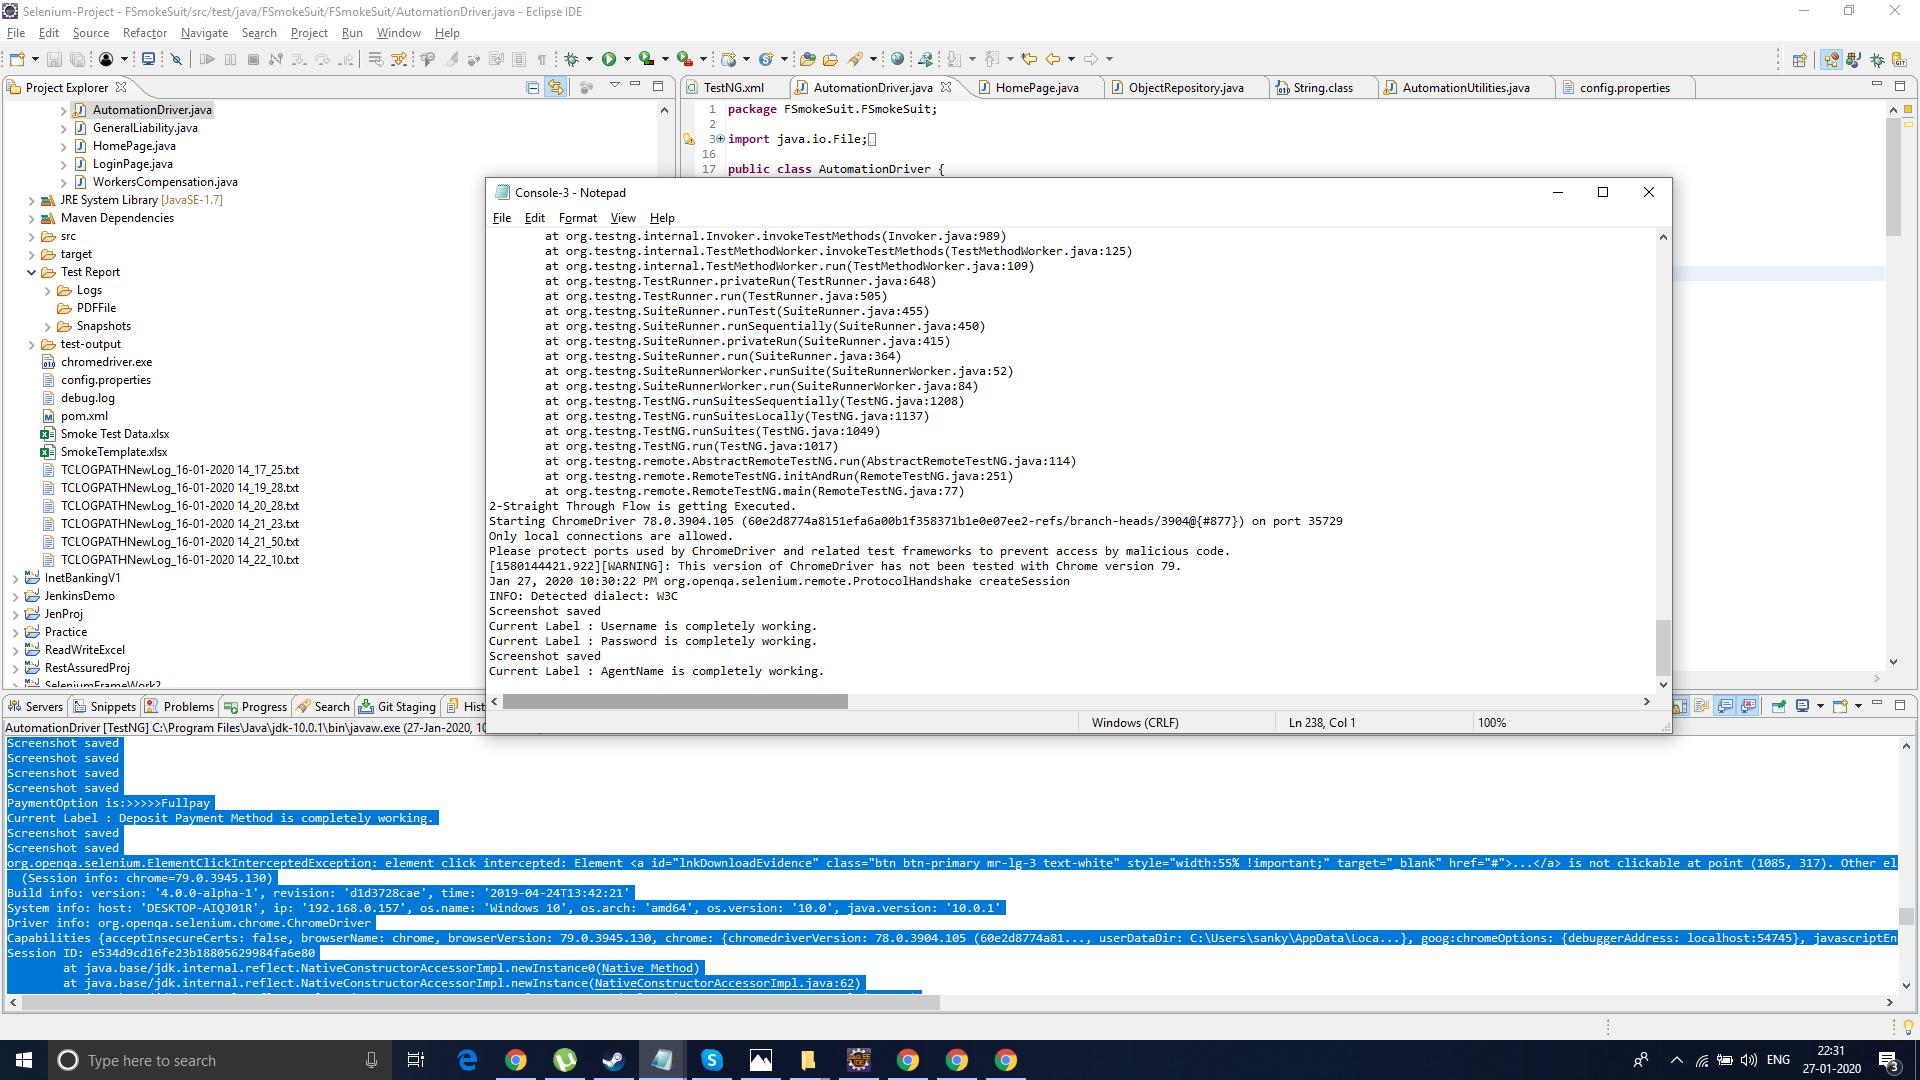 Selenium-Project - FSmokeSuit/src/test/java/FSmokeSuit/FSmokeSuit/AutomationDriver.java - Eclipse IDE
File Edit Source Refactor Navigate Search Project Run Window Help
Project Explorer
TestNG.xml AutomationDriver.java HomePage.java ObjectRepository.java String.class AutomationUtilities.java config.properties
AutomationDriver.java
GeneralLiability.java
HomePage.java
LoginPage.java
WorkersCompensation.java
JRE System Library [JavaSE-1.7]
Maven Dependencies
src
target
Test Report
Logs
PDFFile
Snapshots
test-output
chromedriver.exe
config.properties
debug.log
pom.xml
Smoke Test Data.xlsx
SmokeTemplate.xlsx
TCLOGPATHNewLog_16-01-2020 14_17_25.txt
TCLOGPATHNewLog_16-01-2020 14_19_28.txt
TCLOGPATHNewLog_16-01-2020 14_20_28.txt
TCLOGPATHNewLog_16-01-2020 14_21_23.txt
TCLOGPATHNewLog_16-01-2020 14_21_50.txt
TCLOGPATHNewLog_16-01-2020 14_22_10.txt
InetBankingV1
JenkinsDemo
JenProj
Practice
ReadWriteExcel
RestAssuredProj
SeleniumFrameWork2
1 package FSmokeSuit.FSmokeSuit;
2
3 import java.io.File;
16
17 public class AutomationDriver {
Console-3 - Notepad
File Edit Format View Help
at org.testng.internal.Invoker.invokeTestMethods(Invoker.java:989)
at org.testng.internal.TestMethodWorker.invokeTestMethods(TestMethodWorker.java:125)
at org.testng.internal.TestMethodWorker.run(TestMethodWorker.java:109)
at org.testng.TestRunner.privateRun(TestRunner.java:648)
at org.testng.TestRunner.run(TestRunner.java:505)
at org.testng.SuiteRunner.runTest(SuiteRunner.java:455)
at org.testng.SuiteRunner.runSequentially(SuiteRunner.java:450)
at org.testng.SuiteRunner.privateRun(SuiteRunner.java:415)
at org.testng.SuiteRunner.run(SuiteRunner.java:364)
at org.testng.SuiteRunnerWorker.runSuite(SuiteRunnerWorker.java:52)
at org.testng.SuiteRunnerWorker.run(SuiteRunnerWorker.java:84)
at org.testng.TestNG.runSuitesSequentially(TestNG.java:1208)
at org.testng.TestNG.runSuitesLocally(TestNG.java:1137)
at org.testng.TestNG.runSuites(TestNG.java:1049)
at org.testng.TestNG.run(TestNG.java:1017)
at org.testng.remote.AbstractRemoteTestNG.run(AbstractRemoteTestNG.java:114)
at org.testng.remote.RemoteTestNG.initAndRun(RemoteTestNG.java:251)
at org.testng.remote.RemoteTestNG.main(RemoteTestNG.java:77)
2-Straight Through Flow is getting Executed.
Starting ChromeDriver 78.0.3904.105 (60e2d8774a8151efa6a00b1f358371b1e0e07ee2-refs/branch-heads/3904@{#877}) on port 35729
Only local connections are allowed.
Please protect ports used by ChromeDriver and related test frameworks to prevent access by malicious code.
[1580144421.922][WARNING]: This version of ChromeDriver has not been tested with Chrome version 79.
Jan 27, 2020 10:30:22 PM org.openqa.selenium.remote.ProtocolHandshake createSession
INFO: Detected dialect: W3C
Screenshot saved
Current Label : Username is completely working.
Current Label : Password is completely working.
Screenshot saved
Current Label : AgentName is completely working.
Windows (CRLF) Ln 238, Col 1 100%
Servers Snippets Problems Progress Search Git Staging Hist
AutomationDriver [TestNG] C:\Program Files\Java\jdk-10.0.1\bin\javaw.exe (27-Jan-2020, 10
Screenshot saved
Screenshot saved
Screenshot saved
Screenshot saved
PaymentOption is:>>>>>Fullpay
Current Label : Deposit Payment Method is completely working.
Screenshot saved
Screenshot saved
org.openqa.selenium.ElementClickInterceptedException: element click intercepted: Element <a id="lnkDownloadEvidence" class="btn btn-primary mr-lg-3 text-white" style="width:55% !important;" target="_blank" href="#">...</a> is not clickable at point (1085, 317). Other el
(Session info: chrome=79.0.3945.130)
Build info: version: '4.0.0-alpha-1', revision: 'd1d3728cae', time: '2019-04-24T13:42:21'
System info: host: 'DESKTOP-AIQJ01R', ip: '192.168.0.157', os.name: 'Windows 10', os.arch: 'amd64', os.version: '10.0', java.version: '10.0.1'
Driver info: org.openqa.selenium.chrome.ChromeDriver
Capabilities {acceptInsecureCerts: false, browserName: chrome, browserVersion: 79.0.3945.130, chrome: {chromedriverVersion: 78.0.3904.105 (60e2d8774a81..., userDataDir: C:\Users\sanky\AppData\Loca...}, goog:chromeOptions: {debuggerAddress: localhost:54745}, javascriptEn
Session ID: e534d9cd16fe23b18805629984fa6e80
at java.base/jdk.internal.reflect.NativeConstructorAccessorImpl.newInstance0(Native Method)
at java.base/jdk.internal.reflect.NativeConstructorAccessorImpl.newInstance(NativeConstructorAccessorImpl.java:62)
Type here to search
ENG
22:31
27-01-2020
3